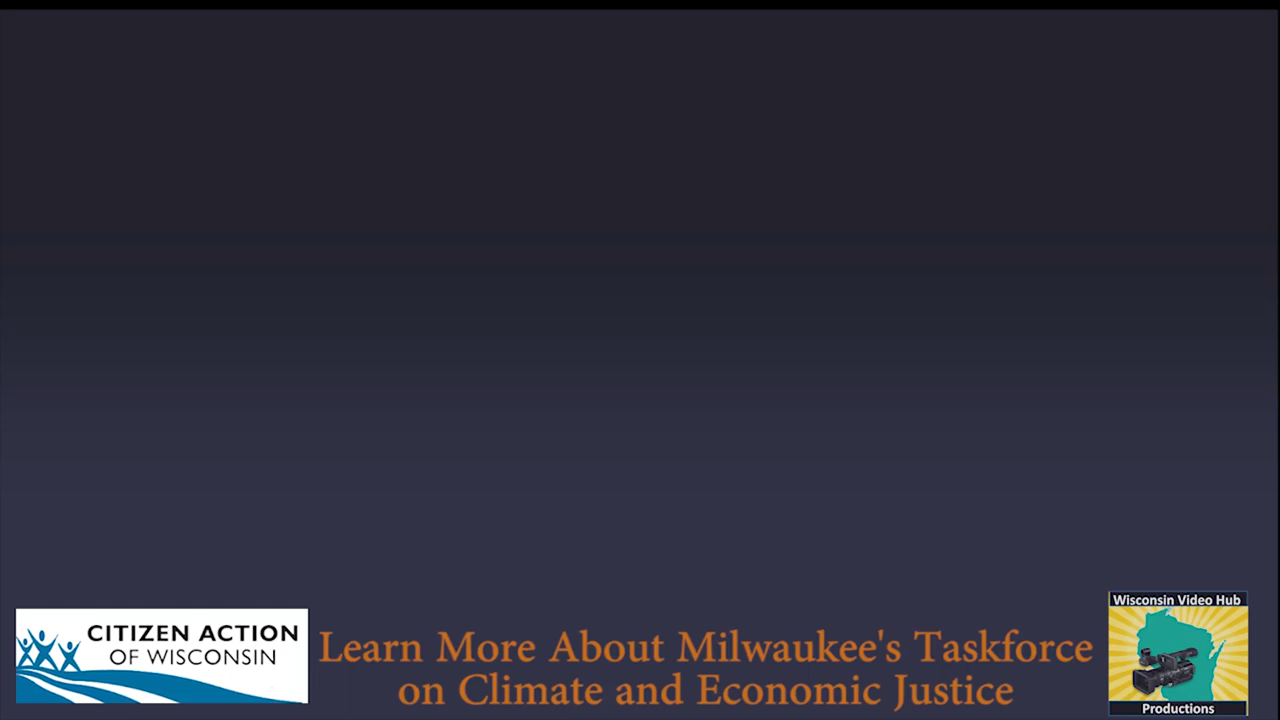 CITIZEN ACTION
OF WISCONSIN
Learn More About Milwaukee's Taskforce
on Climate and Economic Justice
Wisconsin Video Hub
Productions